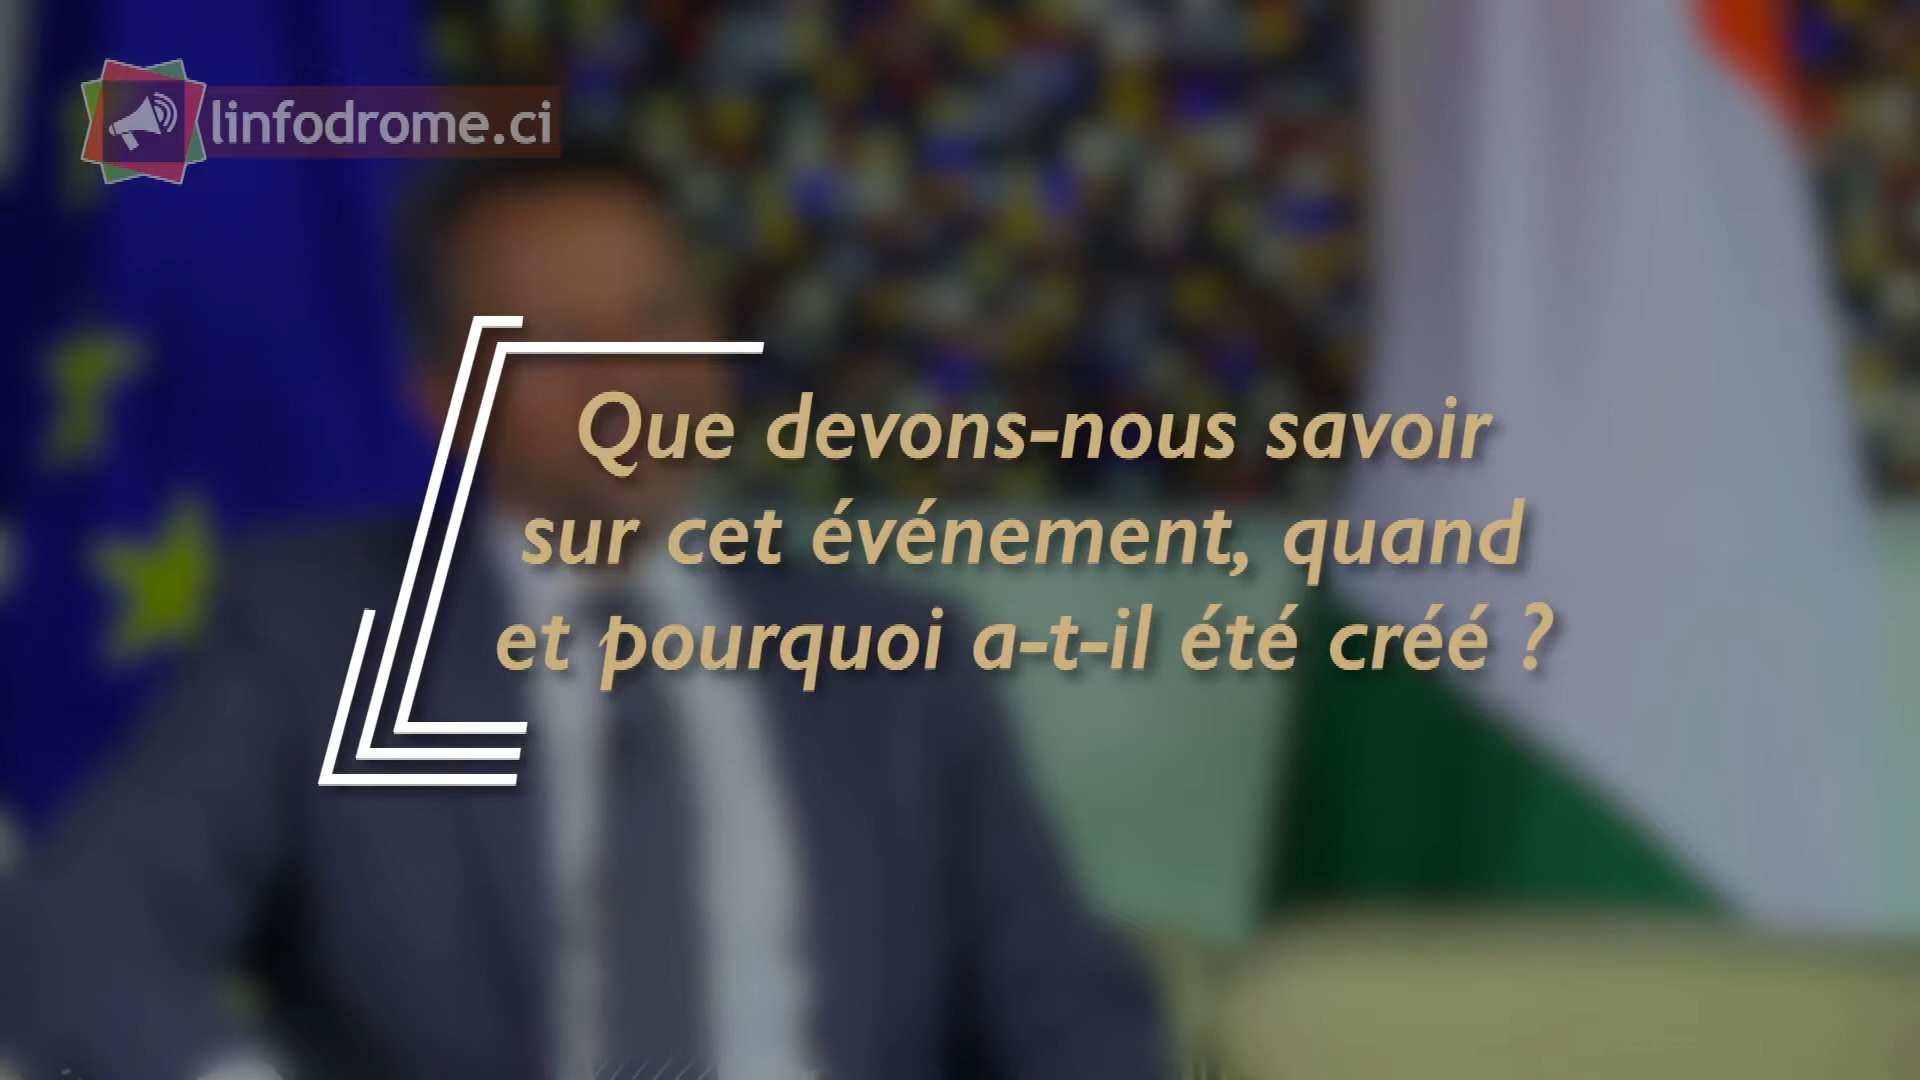 linfodrome.ci
Que devons-nous savoir
sur cet événement, quand
et pourquoi a-t-il été créé ?